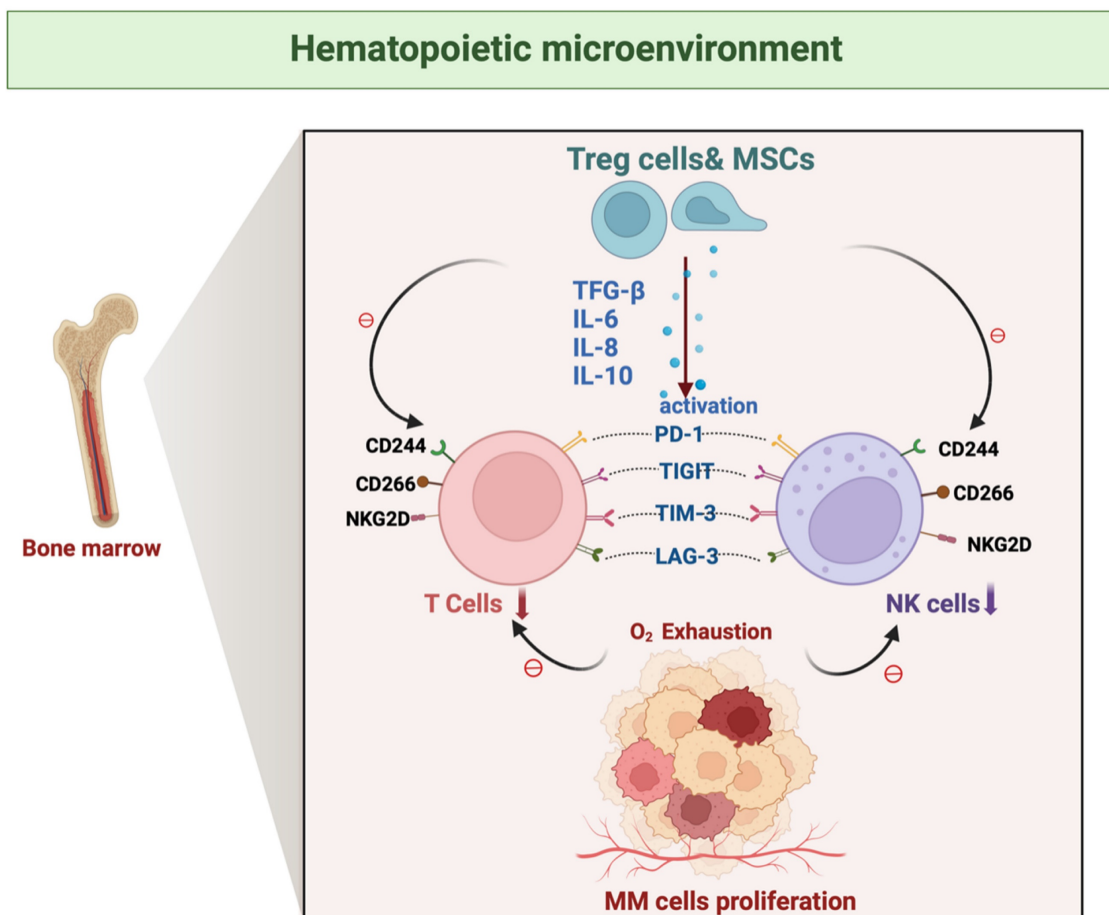 Hematopoietic microenvironment
Treg cells& MSCs
TFG-β
IL-6
IL-8
IL-10
activation
PD-1
TIGIT
TIM-3
LAG-3
CD244
CD266
NKG2D
CD244
CD266
NKG2D
Bone marrow
T Cells
NK cells
O₂ Exhaustion
MM cells proliferation